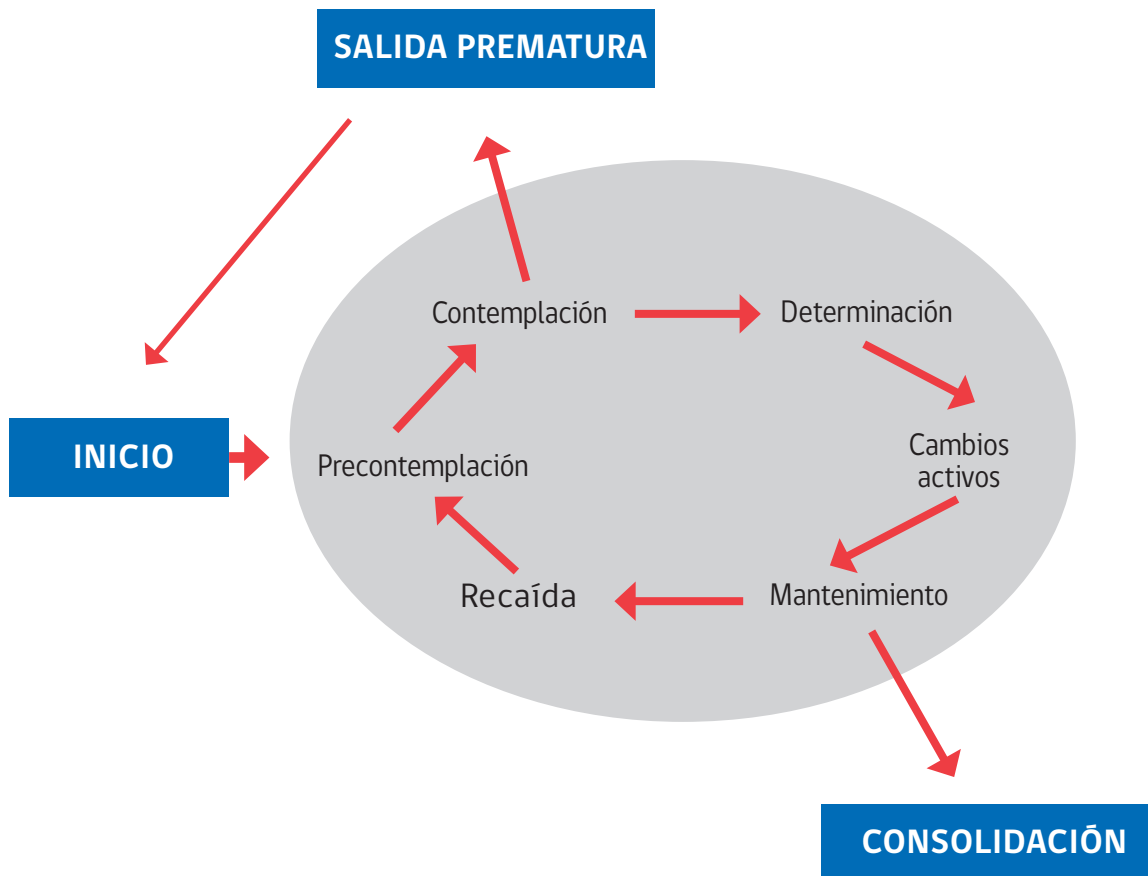 SALIDA PREMATURA
Contemplación
Determinación
INICIO
Precontemplación
Cambios
activos
Recaída
Mantenimiento
CONSOLIDACIÓN